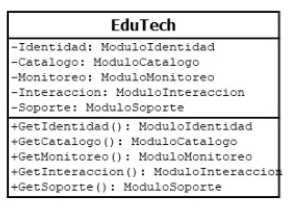 EduTech
-Identidad: ModuloIdentidad
-Catalogo: ModuloCatalogo
-Monitoreo: ModuloMonitoreo
-Interaccion: ModuloInteraccion
-Soporte: ModuloSoporte
+GetIdentidad(): ModuloIdentidad
+GetCatalogo(): ModuloCatalogo
+GetMonitoreo(): ModuloMonitoreo
+GetInteraccion(): ModuloInteraccion
+GetSoporte(): ModuloSoporte